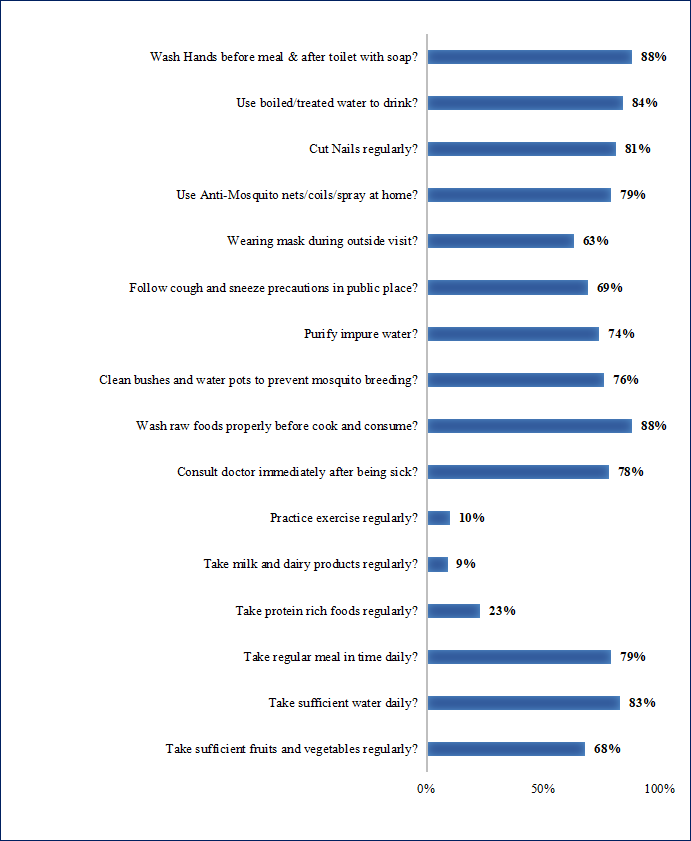 Wash Hands before meal & after toilet with soap? 88%
Use boiled/treated water to drink? 84%
Cut Nails regularly? 81%
Use Anti-Mosquito nets/coils/spray at home? 79%
Wearing mask during outside visit? 63%
Follow cough and sneeze precautions in public place? 69%
Purify impure water? 74%
Clean bushes and water pots to prevent mosquito breeding? 76%
Wash raw foods properly before cook and consume? 88%
Consult doctor immediately after being sick? 78%
Practice exercise regularly? 10%
Take milk and dairy products regularly? 9%
Take protein rich foods regularly? 23%
Take regular meal in time daily? 79%
Take sufficient water daily? 83%
Take sufficient fruits and vegetables regularly? 68%
0% 50% 100%